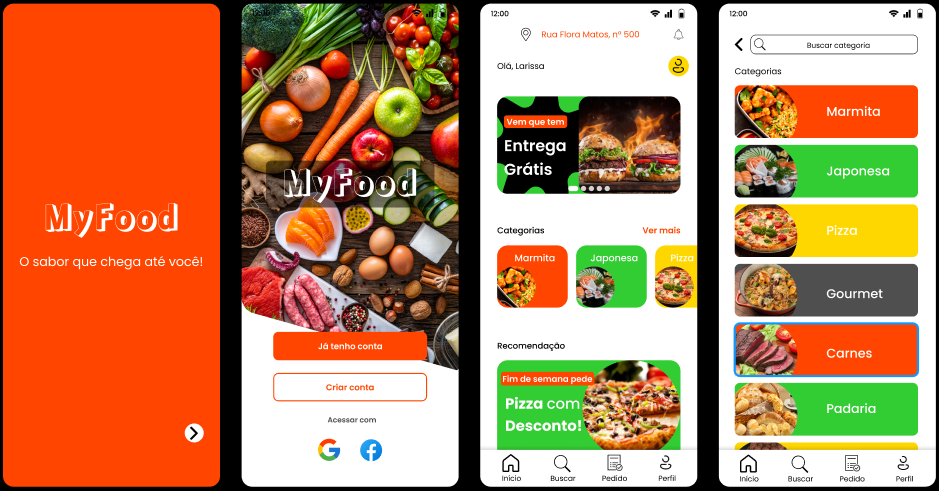 MyFood
O sabor que chega até você!
MyFood
Já tenho conta
Criar conta
Acessar com
12:00
Rua Flora Matos, n° 500
Olá, Larissa
Vem que tem
Entrega
Grátis
Categorias
Ver mais
Marmita
Japonesa
Pizza
Recomendação
Fim de semana pede
Pizza com
Desconto!
Início
Buscar
Pedido
Perfil
12:00
Buscar categoria
Categorias
Marmita
Japonesa
Pizza
Gourmet
Carnes
Padaria
Início
Buscar
Pedido
Perfil